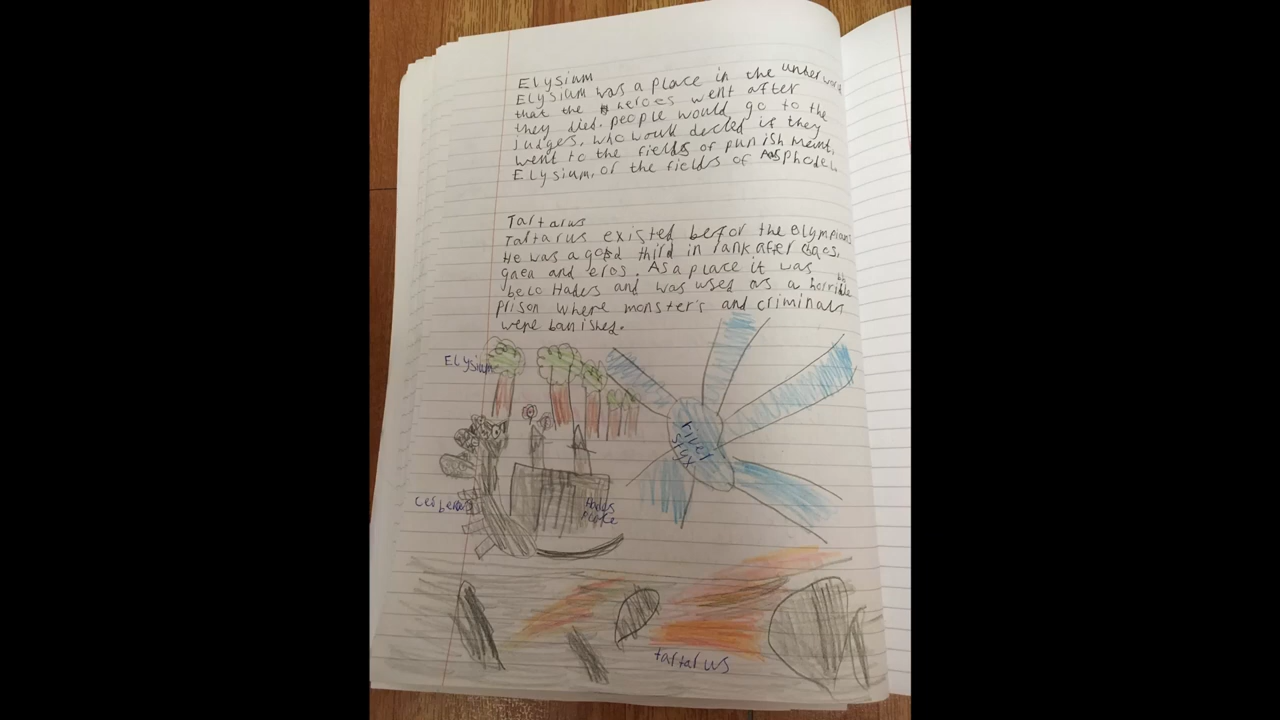 Elysium
Elysium was a place in the underworld
that the heroes went after
they died. people would go to the
judges, who would decied if they
went to the fields of punishment,
Elysium, or the fields of Asphodel.
Tartarus
Tartarus existed befor the Olympians
He was a god third in rank after chaos,
gaea and eros. As a place it was
belo Hades and was used as a horrible
prison where monster's and criminals
were banished.
Elysium
river
styx
Cerberus
Hades
tartarus